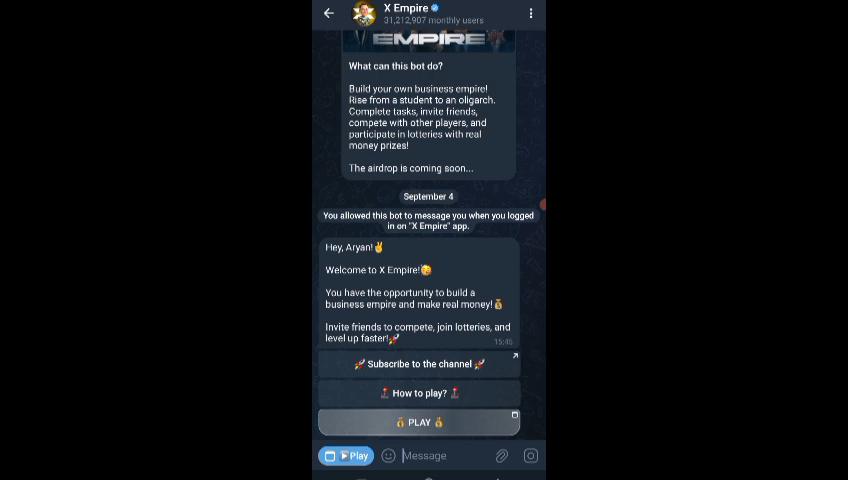 X Empire
31,212,907 monthly users
EMPIRE
What can this bot do?
Build your own business empire!
Rise from a student to an oligarch.
Complete tasks, invite friends,
compete with other players, and
participate in lotteries with real
money prizes!
The airdrop is coming soon...
September 4
You allowed this bot to message you when you logged
in on "X Empire" app.
Hey, Aryan!✌️
Welcome to X Empire!🥳
You have the opportunity to build a
business empire and make real money!💰
Invite friends to compete, join lotteries, and
level up faster!🚀
15:46
🚀 Subscribe to the channel 🚀
🕹️ How to play? 🕹️
💰 PLAY 💰
Play
Message